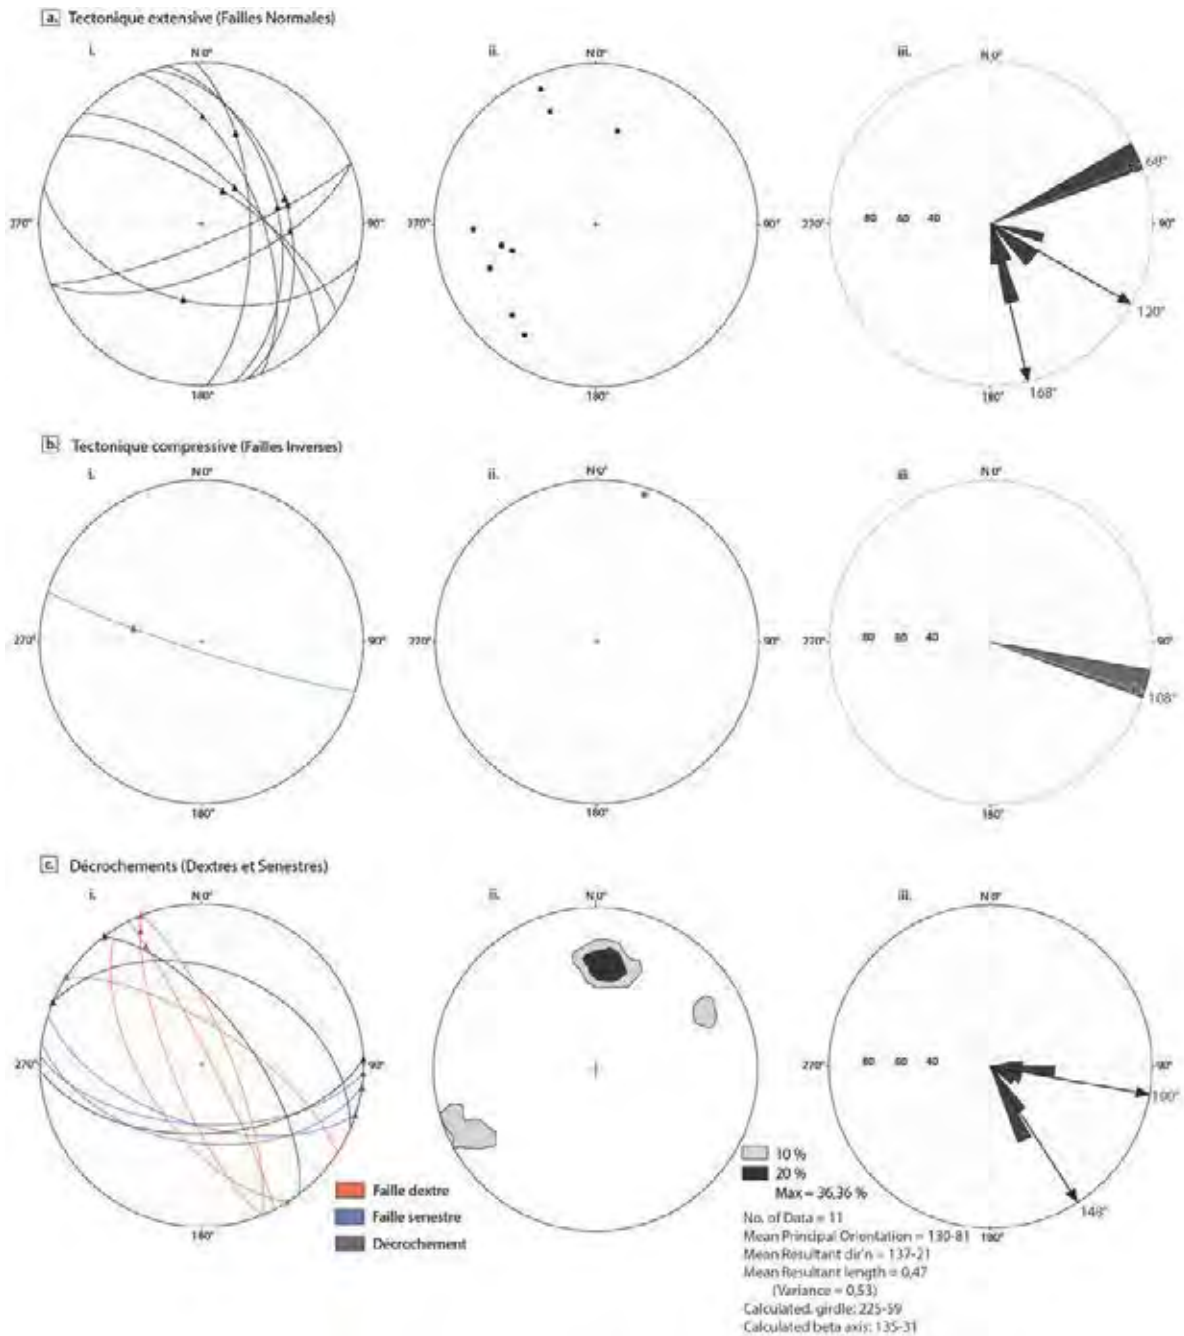 a. Tectonique extensive (Failles Normales)
i. ii. iii.
N 0° N 0° N 0°
68°
270° 90° 270° 90° 270° 80 60 40 90°
120°
168°
180° 180° 180°
b. Tectonique compressive (Failles Inverses)
i. ii. iii.
N 0° N 0° N 0°
270° 90° 270° 90° 270° 80 60 40 90°
108°
180° 180° 180°
c. Décrochements (Dextres et Senestres)
i. ii. iii.
N 0° N 0° N 0°
270° 90° 270° 80 60 40 90°
100°
148°
180° 180°
Faille dextre
Faille senestre
Décrochement
10 %
20 %
Max = 36,36 %
No. of Data = 11
Mean Principal Orientation = 130-81
Mean Resultant dir'n = 137-21
Mean Resultant length = 0,47
(Variance = 0,53)
Calculated. girdle: 225-59
Calculated beta axis: 135-31